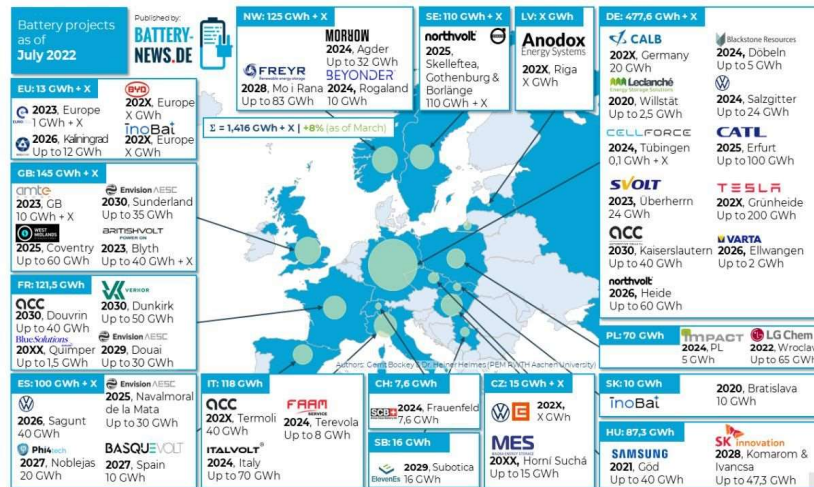 Battery projects
as of
July 2022
Published by:
BATTERY-
NEWS.DE
NW: 125 GWh + X
FREYR
2028, Mo i Rana
Up to 83 GWh
MORROW
2024, Agder
Up to 32 GWh
BEYONDER
2024, Rogaland
10 GWh
SE: 110 GWh + X
northvolt
2025,
Skelleftea,
Gothenburg &
Borlänge
110 GWh + X
LV: X GWh
Anodox
Energy Systems
202X, Riga
X GWh
DE: 477,6 GWh + X
CALB
202X, Germany
20 GWh
Leclanché
2020, Willstät
Up to 2,5 GWh
CELLFORCE
2024, Tübingen
0,1 GWh + X
SVOLT
2023, Überherrn
24 GWh
acc
2030, Kaiserslautern
Up to 40 GWh
northvolt
2026, Heide
Up to 60 GWh
Blackstone Resources
2024, Döbeln
Up to 5 GWh
2024, Salzgitter
Up to 24 GWh
CATL
2025, Erfurt
Up to 100 GWh
TESLA
202X, Grünheide
Up to 200 GWh
VARTA
2026, Ellwangen
Up to 2 GWh
EU: 13 GWh + X
2023, Europe
1 GWh + X
2026, Kaliningrad
Up to 12 GWh
BYD
202X, Europe
X GWh
inoBat
202X, Europe
X GWh
Σ = 1,416 GWh + X | +8% (as of March)
GB: 145 GWh + X
amte
2023, GB
10 GWh + X
WEST
MIDLANDS
2025, Coventry
Up to 60 GWh
Envision AESC
2030, Sunderland
Up to 35 GWh
BRITISHVOLT
2023, Blyth
Up to 40 GWh + X
FR: 121,5 GWh
acc
2030, Douvrin
Up to 40 GWh
BlueSolutions
20XX, Quimper
Up to 1,5 GWh
VERKOR
2030, Dunkirk
Up to 50 GWh
Envision AESC
2029, Douai
Up to 30 GWh
Authors: Gerrit Bockey & Dr. Heiner Heimes (PEM RWTH Aachen University)
PL: 70 GWh
IMPACT
2024, PL
5 GWh
LG Chem
2022, Wroclaw
Up to 65 GWh
ES: 100 GWh + X
2026, Sagunt
40 GWh
Phi4tech
2027, Noblejas
20 GWh
Envision AESC
2025, Navalmoral
de la Mata
Up to 30 GWh
BASQUEVOLT
2027, Spain
10 GWh
IT: 118 GWh
acc
202X, Termoli
40 GWh
ITALVOLT
2024, Italy
Up to 70 GWh
FAAM
2024, Terevola
Up to 8 GWh
CH: 7,6 GWh
SCB
2024, Frauenfeld
7,6 GWh
SB: 16 GWh
ElevenEs
2029, Subotica
16 GWh
CZ: 15 GWh + X
202X,
X GWh
MES
20XX, Horní Suchá
Up to 15 GWh
SK: 10 GWh
inoBat
2020, Bratislava
10 GWh
HU: 87,3 GWh
SAMSUNG
2021, Göd
Up to 40 GWh
SK innovation
2028, Komarom &
Ivancsa
Up to 47,3 GWh